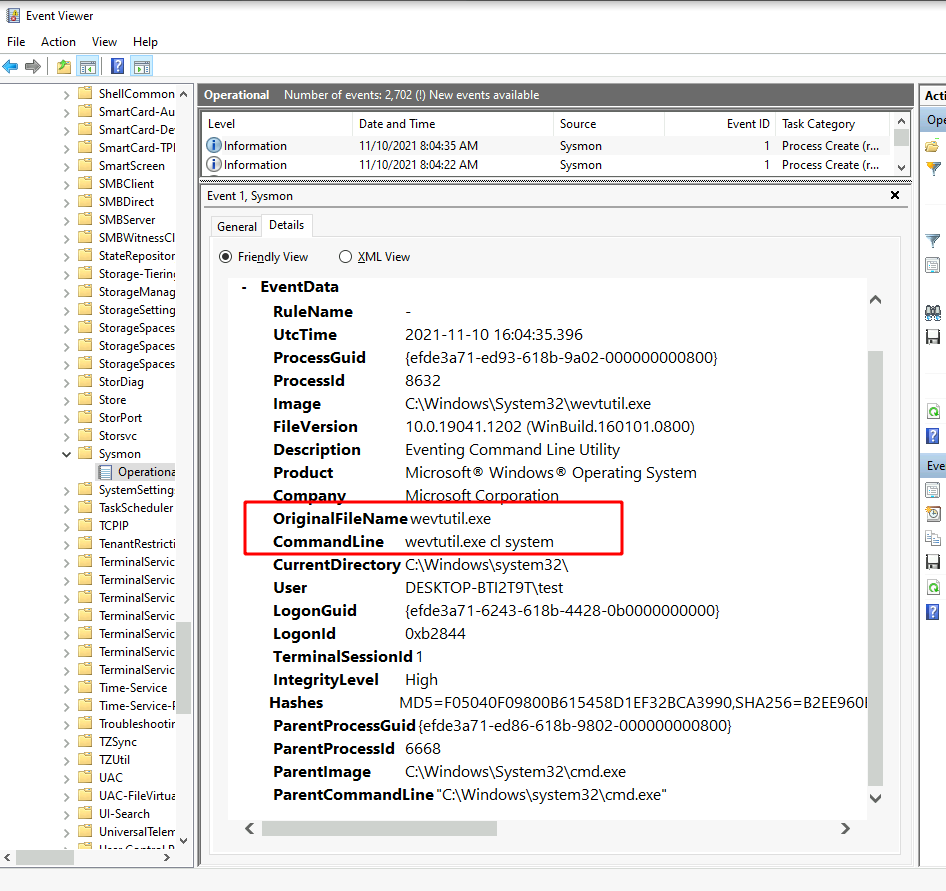 Event Viewer
File Action View Help
ShellCommon
SmartCard-Au
SmartCard-De
SmartCard-TPI
SmartScreen
SMBClient
SMBDirect
SMBServer
SMBWitnessCl
StateRepositor
Storage-Tiering
StorageManag
StorageSetting
StorageSpaces
StorageSpaces
StorageSpaces
StorDiag
Store
StorPort
Storsvc
Sysmon
Operationa
SystemSettings
TaskScheduler
TCPIP
TenantRestricti
TerminalServic
TerminalServic
TerminalServic
TerminalServic
TerminalServic
TerminalServic
TerminalServic
Time-Service
Time-Service-P
Troubleshootin
TZSync
TZUtil
UAC
UAC-FileVirtua
UI-Search
UniversalTelem
Operational Number of events: 2,702 (!) New events available
Level Date and Time Source Event ID Task Category
Information 11/10/2021 8:04:35 AM Sysmon 1 Process Create (r...
Information 11/10/2021 8:04:22 AM Sysmon 1 Process Create (r...
Event 1, Sysmon
General Details
Friendly View XML View
- EventData
RuleName -
UtcTime 2021-11-10 16:04:35.396
ProcessGuid {efde3a71-ed93-618b-9a02-000000000800}
ProcessId 8632
Image C:\Windows\System32\wevtutil.exe
FileVersion 10.0.19041.1202 (WinBuild.160101.0800)
Description Eventing Command Line Utility
Product Microsoft® Windows® Operating System
Company Microsoft Corporation
OriginalFileName wevtutil.exe
CommandLine wevtutil.exe cl system
CurrentDirectory C:\Windows\system32\
User DESKTOP-BTI2T9T\test
LogonGuid {efde3a71-6243-618b-4428-0b0000000000}
LogonId 0xb2844
TerminalSessionId 1
IntegrityLevel High
Hashes MD5=F05040F09800B615458D1EF32BCA3990,SHA256=B2EE960
ParentProcessGuid {efde3a71-ed86-618b-9802-000000000800}
ParentProcessId 6668
ParentImage C:\Windows\System32\cmd.exe
ParentCommandLine "C:\Windows\system32\cmd.exe"
Acti
Ope
Eve